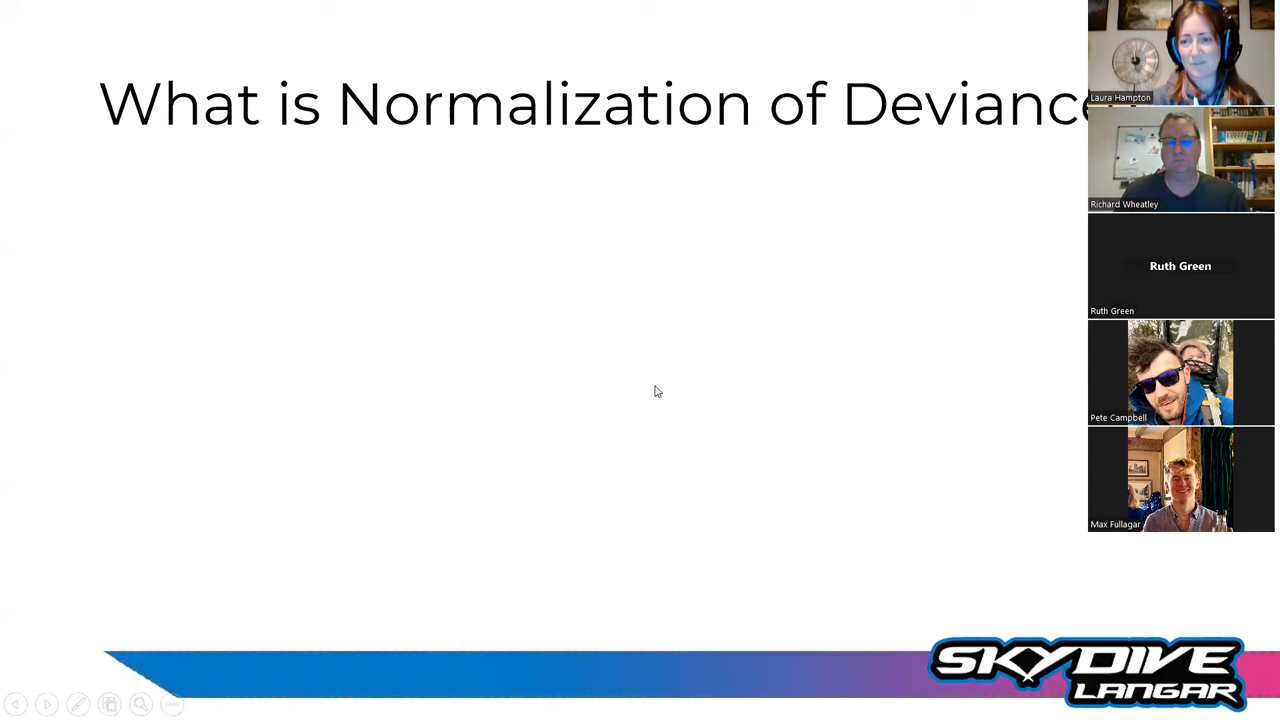 What is Normalization of Deviance
Laura Hampton
Richard Wheatley
Ruth Green
Ruth Green
Pete Campbell
Max Fullagar
SKYDIVE
LANGAR